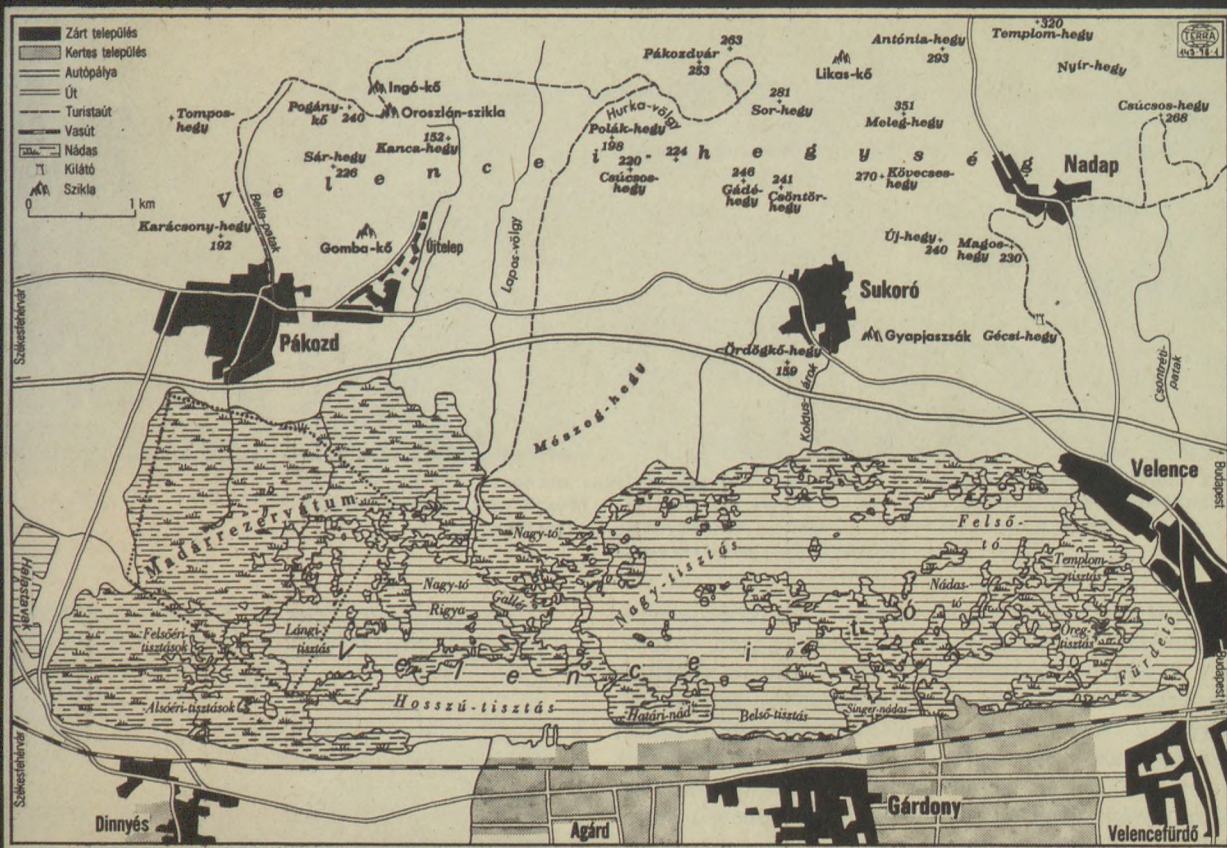 Zárt település
Kertes település
Autópálya
Út
Turistaút
Vasút
Nádas
Kilátó
Szikla
0 1 km
TERRA
320
Templom-hegy
Antónia-hegy
293
Nyír-hegy
Csúcsos-hegy
268
263
Pákozdvár
253
Likas-kő
281
Sor-hegy
351
Meleg-hegy
Ingó-kő
Oroszlán-szikla
Pogány-
kő 240
Tompos-
hegy
152
Kanca-hegy
Sár-hegy
226
Hurka-völgy
Polák-hegy
198
224
220
Csúcsos-
hegy
246
Gádé-
hegy
241
Csöntör-
hegy
270 Kövecses-
hegy
Velencei-hegység
Nadap
Karácsony-hegy
192
Bella-patak
Gomba-kő
Újtelep
Lapos-völgy
Új-hegy
240
Magos-
hegy 230
Sukoró
Gyapjaszsák
Gécsi-hegy
Ördögkő-hegy
159
Koldus-árok
Csontréti-
patak
Székesfehérvár
Pákozd
Mészeg-hegy
Velence
Budapest
Madárrezervátum
Nagy-tó
Nagy-tisztás
Felső-
tó
Templom-
tisztás
Nádas-
tó
Öreg-
tisztás
Nagy-tó
Rigya
Gallér
Lángi-
tisztás
Felsőéri-
tisztások
Alsóéri-tisztások
Halastavak
Velencei
tó
Hosszú-tisztás
Határi-nád
Belső-tisztás
Singer-nádas
Fürdető
Budapest
Székesfehérvár
Dinnyés
Agárd
Gárdony
Velencefürdő